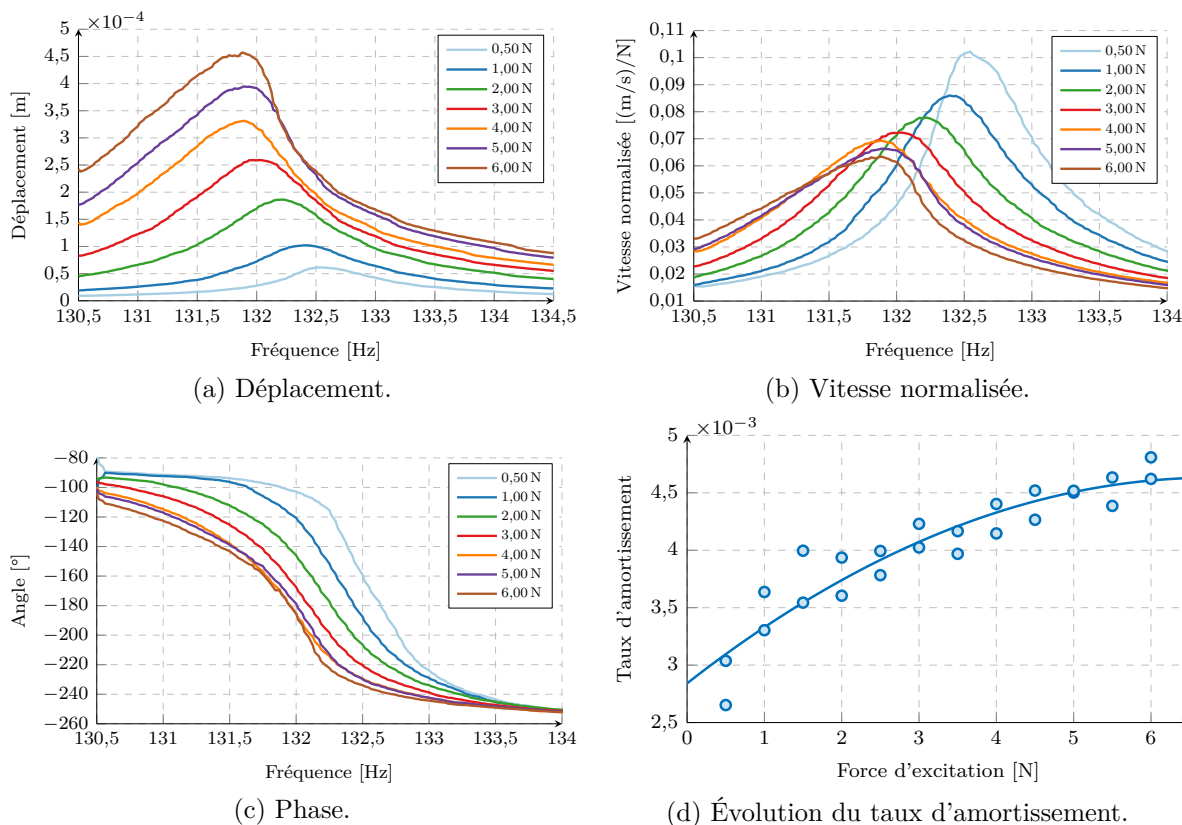 ×10⁻⁴
5
4,5
4
3,5
3
2,5
2
1,5
1
0,5
0
130,5 131 131,5 132 132,5 133 133,5 134 134,5
Déplacement [m]
Fréquence [Hz]
0,50 N
1,00 N
2,00 N
3,00 N
4,00 N
5,00 N
6,00 N
(a) Déplacement.
0,11
0,1
0,09
0,08
0,07
0,06
0,05
0,04
0,03
0,02
0,01
130,5 131 131,5 132 132,5 133 133,5 134
Vitesse normalisée [(m/s)/N]
Fréquence [Hz]
0,50 N
1,00 N
2,00 N
3,00 N
4,00 N
5,00 N
6,00 N
(b) Vitesse normalisée.
−80
−100
−120
−140
−160
−180
−200
−220
−240
−260
130,5 131 131,5 132 132,5 133 133,5 134
Angle [°]
Fréquence [Hz]
0,50 N
1,00 N
2,00 N
3,00 N
4,00 N
5,00 N
6,00 N
(c) Phase.
×10⁻³
5
4,5
4
3,5
3
2,5
0 1 2 3 4 5 6
Taux d'amortissement
Force d'excitation [N]
(d) Évolution du taux d'amortissement.